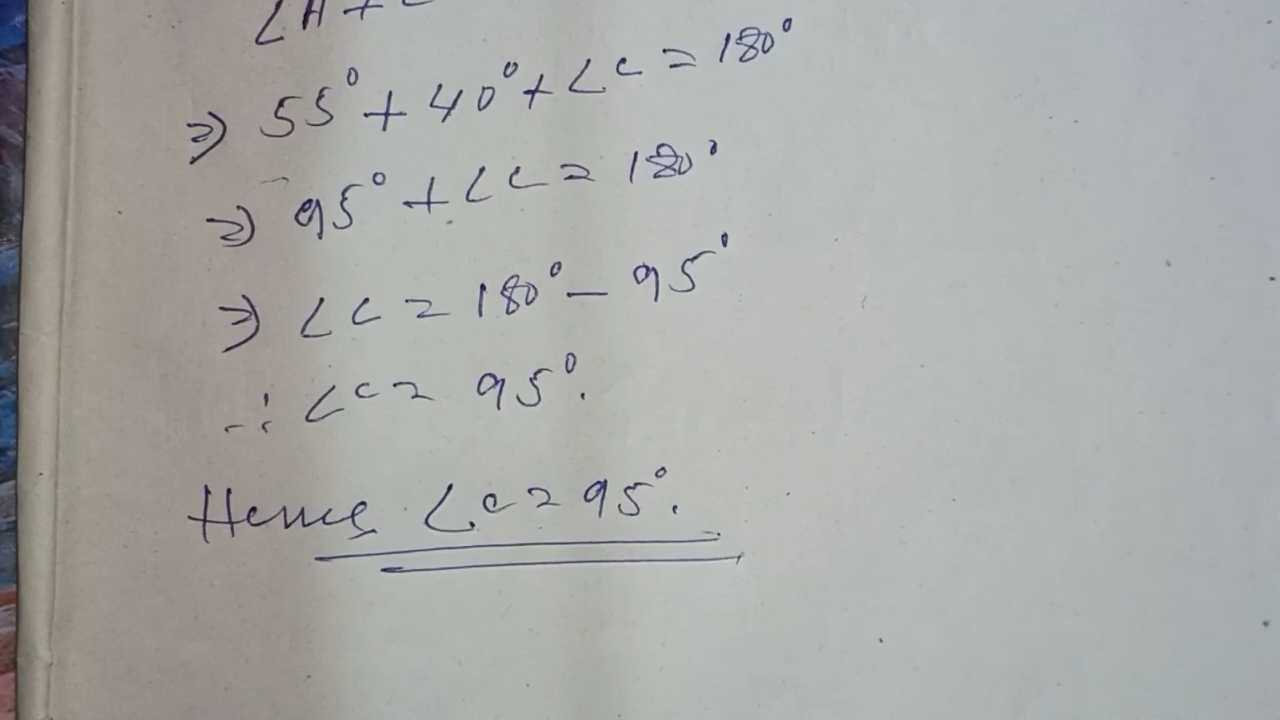 ∠A +
⇒ 55° + 40° + ∠C = 180°
⇒ 95° + ∠C = 180°
⇒ ∠C = 180° - 95°
∴ ∠C = 95°.
Hence ∠C = 95°.